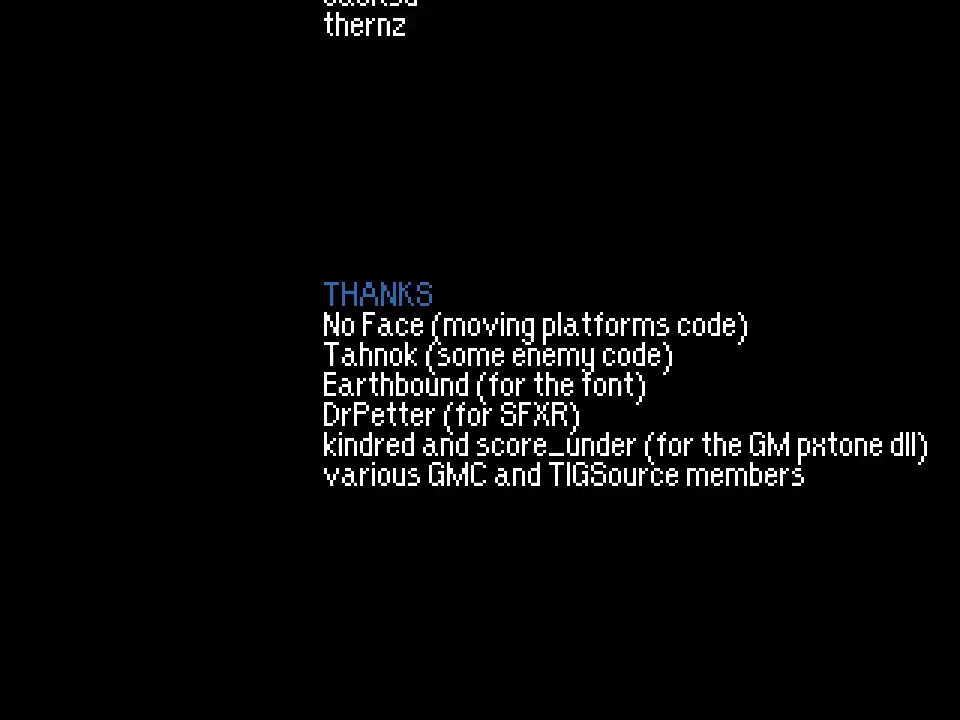 thernz
THANKS
No Face (moving platforms code)
Tahnok (some enemy code)
Earthbound (for the font)
DrPetter (for SFXR)
kindred and score_under (for the GM pxtone dll)
various GMC and TIGSource members